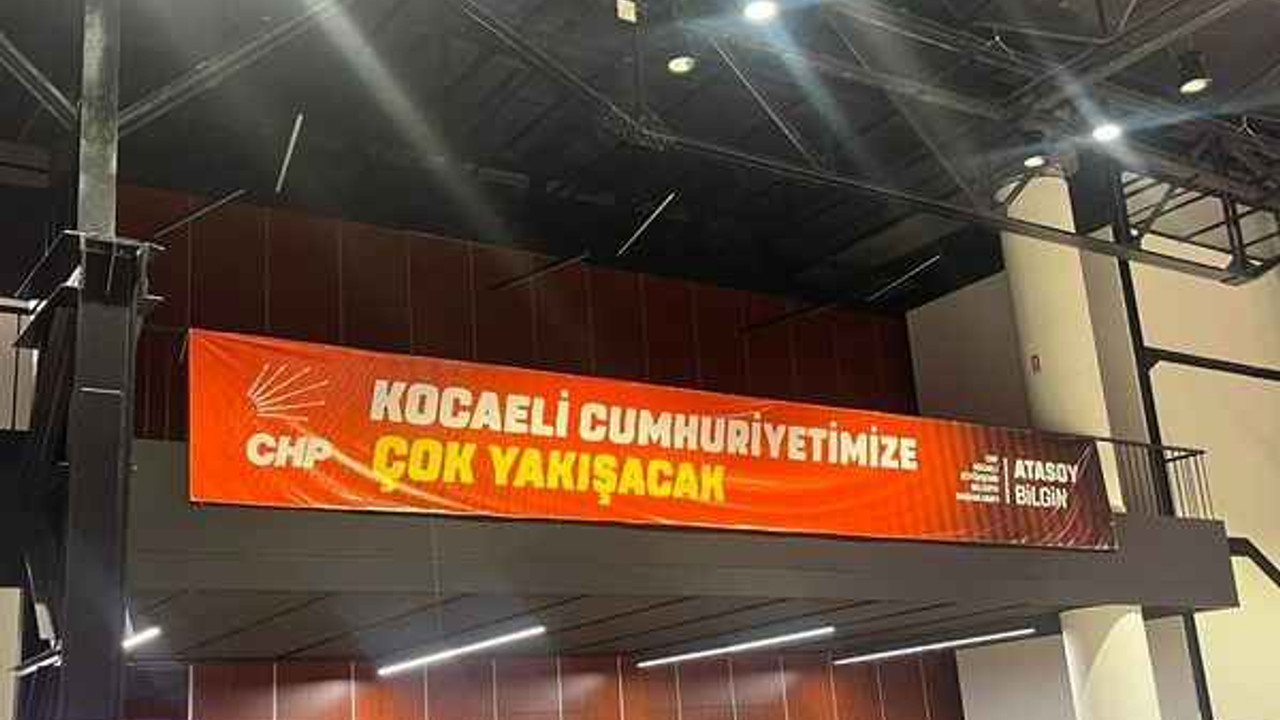 CHP
KOCAELİ CUMHURİYETİMİZE
ÇOK YAKIŞACAK
ATASOY
BİLGİN